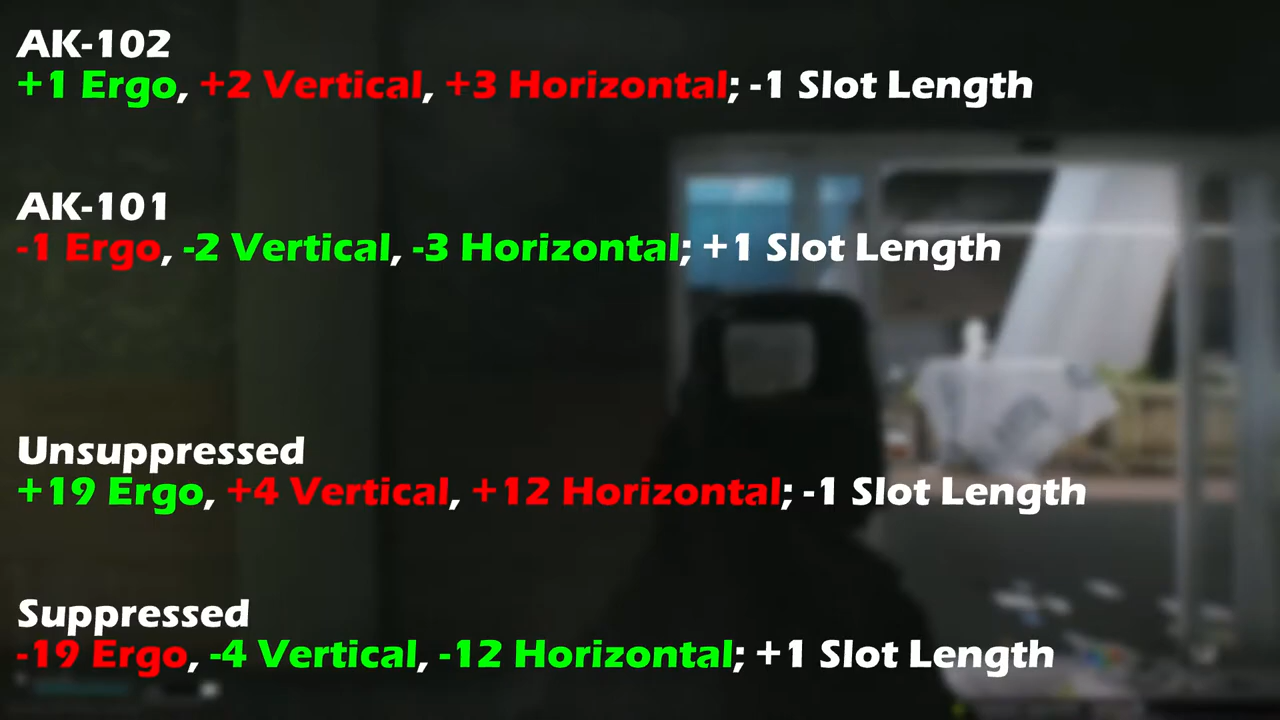 AK-102
+1 Ergo, +2 Vertical, +3 Horizontal; -1 Slot Length
AK-101
-1 Ergo, -2 Vertical, -3 Horizontal; +1 Slot Length
Unsuppressed
+19 Ergo, +4 Vertical, +12 Horizontal; -1 Slot Length
Suppressed
-19 Ergo, -4 Vertical, -12 Horizontal; +1 Slot Length